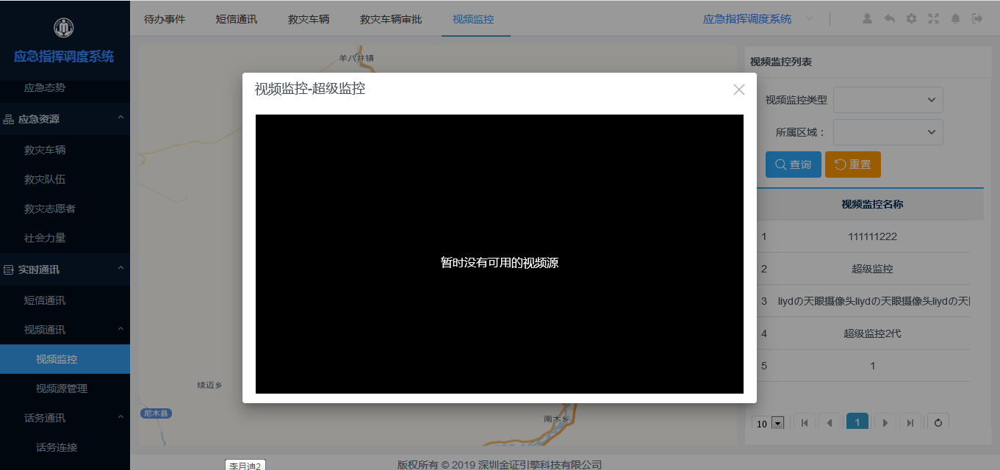 应急指挥调度系统
应急态势
应急资源
救灾车辆
救灾队伍
救灾志愿者
社会力量
实时通讯
短信通讯
视频通讯
视频监控
视频源管理
话务通讯
话务连接
待办事件 短信通讯 救灾车辆 救灾车辆审批 视频监控 应急指挥调度系统
羊八井镇
续迈乡
尼木县
南木乡
视频监控-超级监控
暂时没有可用的视频源
视频监控列表
视频监控类型
所属区域：
查询 重置
视频监控名称
1 111111222
2 超级监控
3 liydの天眼摄像头liydの天眼摄像头liydの天
4 超级监控2代
5 1
10 1
李月迪2
版权所有 © 2019 深圳金证引擎科技有限公司